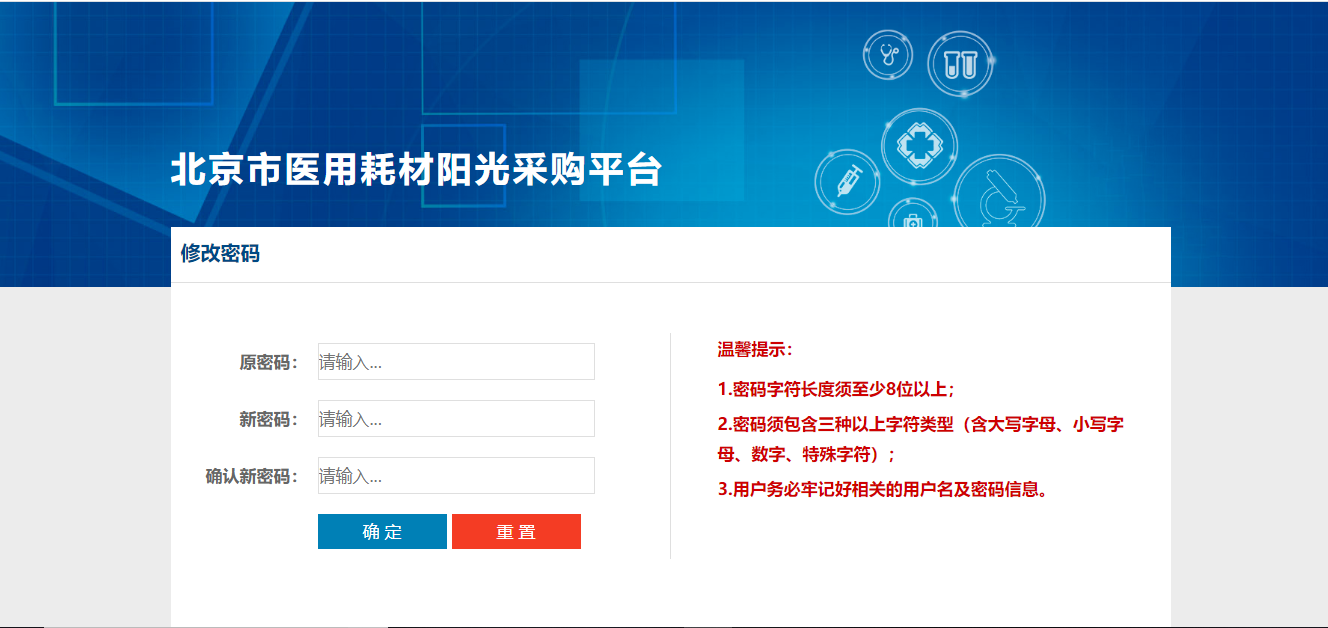 北京市医用耗材阳光采购平台
修改密码
原密码：
请输入...
新密码：
请输入...
确认新密码：
请输入...
确 定
重 置
温馨提示：
1.密码字符长度须至少8位以上；
2.密码须包含三种以上字符类型（含大写字母、小写字
母、数字、特殊字符）；
3.用户务必牢记好相关的用户名及密码信息。